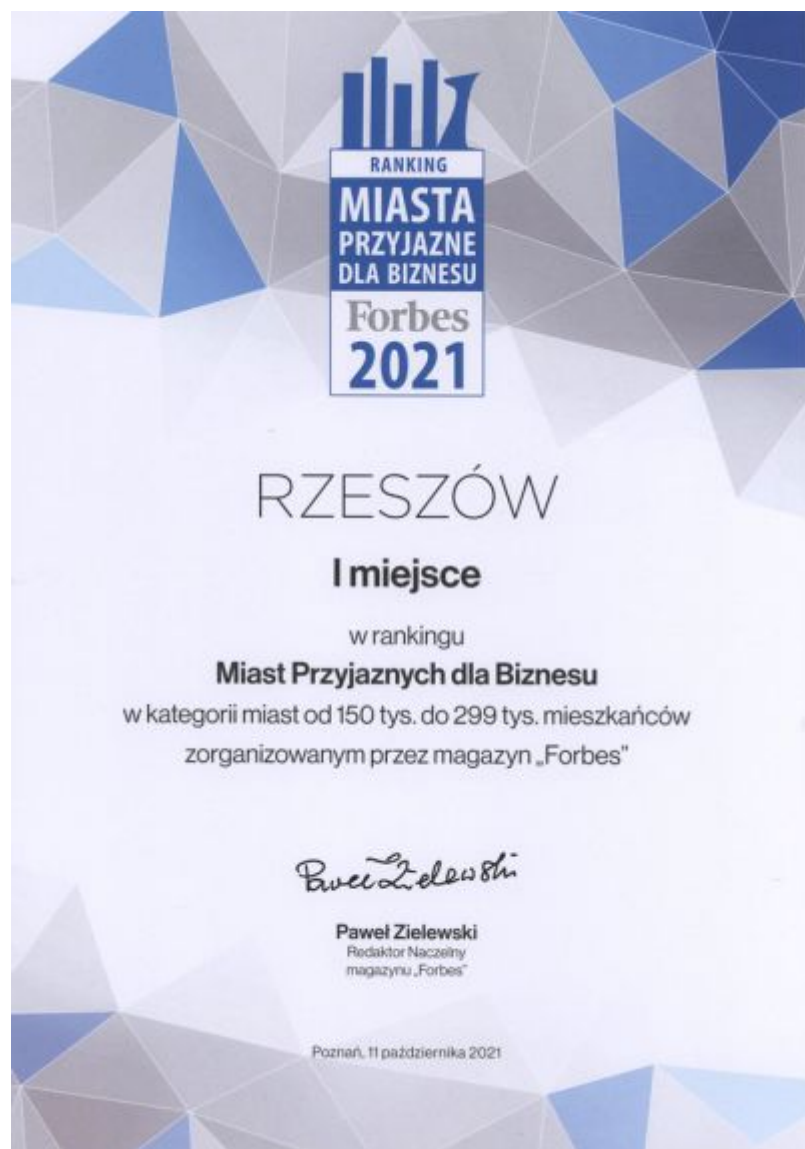 RANKING
MIASTA
PRZYJAZNE
DLA BIZNESU
Forbes
2021
RZESZÓW
I miejsce
w rankingu
Miast Przyjaznych dla Biznesu
w kategorii miast od 150 tys. do 299 tys. mieszkańców
zorganizowanym przez magazyn „Forbes”
Paweł Zielewski
Paweł Zielewski
Redaktor Naczelny
magazynu „Forbes”
Poznań, 11 października 2021